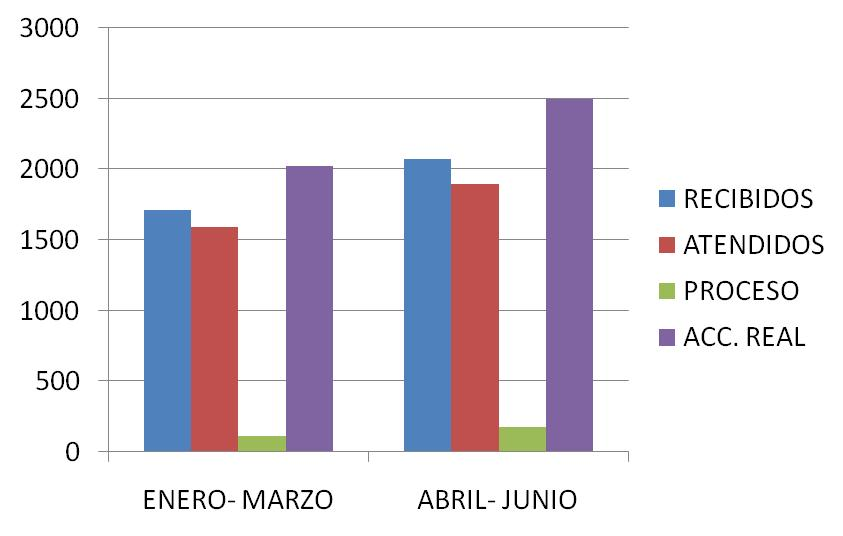 3000
2500
2000
1500
1000
500
0
ENERO- MARZO
ABRIL- JUNIO
RECIBIDOS
ATENDIDOS
PROCESO
ACC. REAL